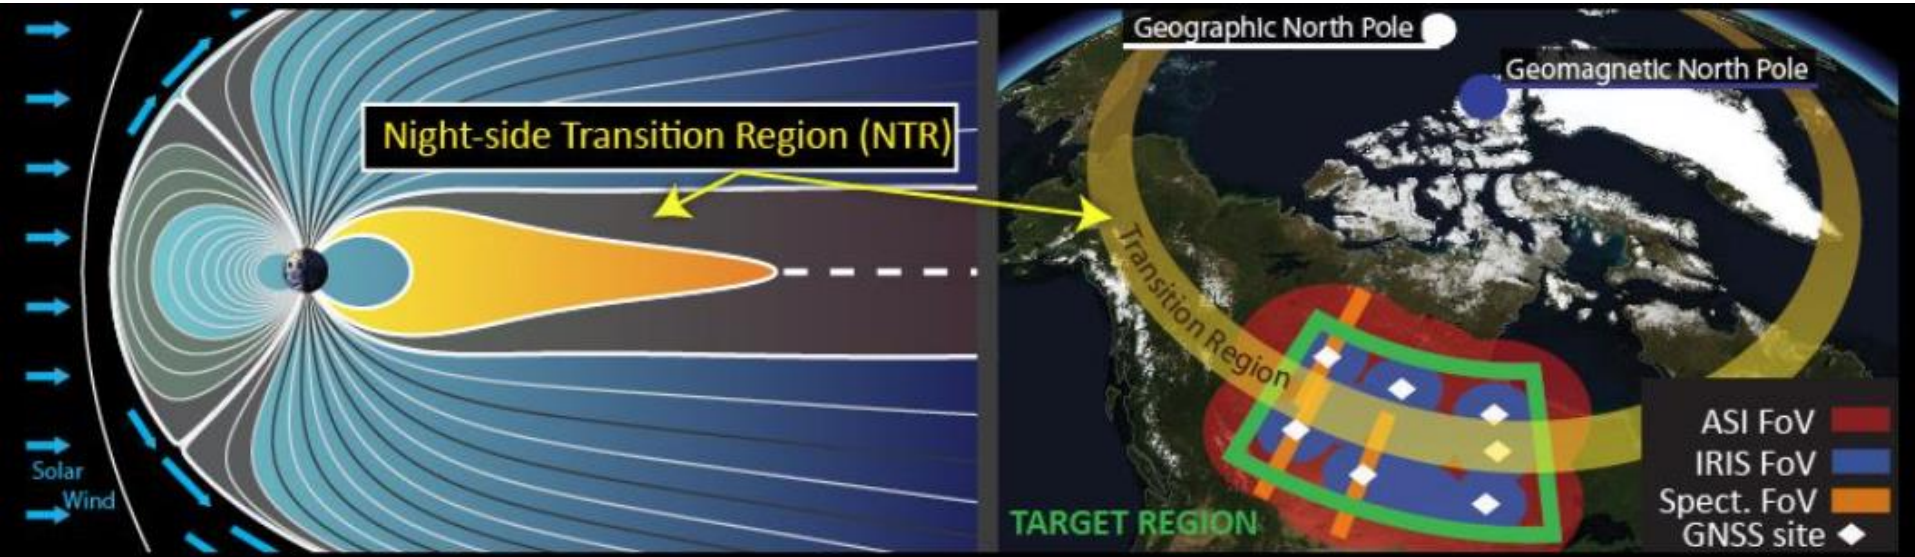 Solar
Wind
Night-side Transition Region (NTR)
Geographic North Pole
Geomagnetic North Pole
Transition Region
TARGET REGION
ASI FoV
IRIS FoV
Spect. FoV
GNSS site